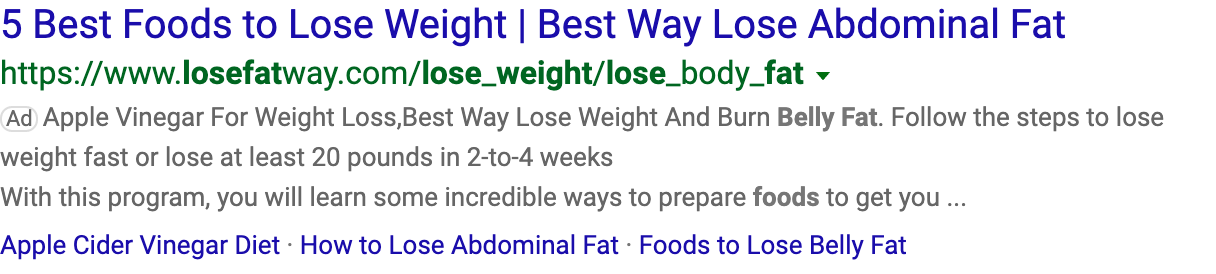 5 Best Foods to Lose Weight | Best Way Lose Abdominal Fat
https://www.losefatway.com/lose_weight/lose_body_fat
Ad Apple Vinegar For Weight Loss,Best Way Lose Weight And Burn Belly Fat. Follow the steps to lose
weight fast or lose at least 20 pounds in 2-to-4 weeks
With this program, you will learn some incredible ways to prepare foods to get you ...
Apple Cider Vinegar Diet · How to Lose Abdominal Fat · Foods to Lose Belly Fat